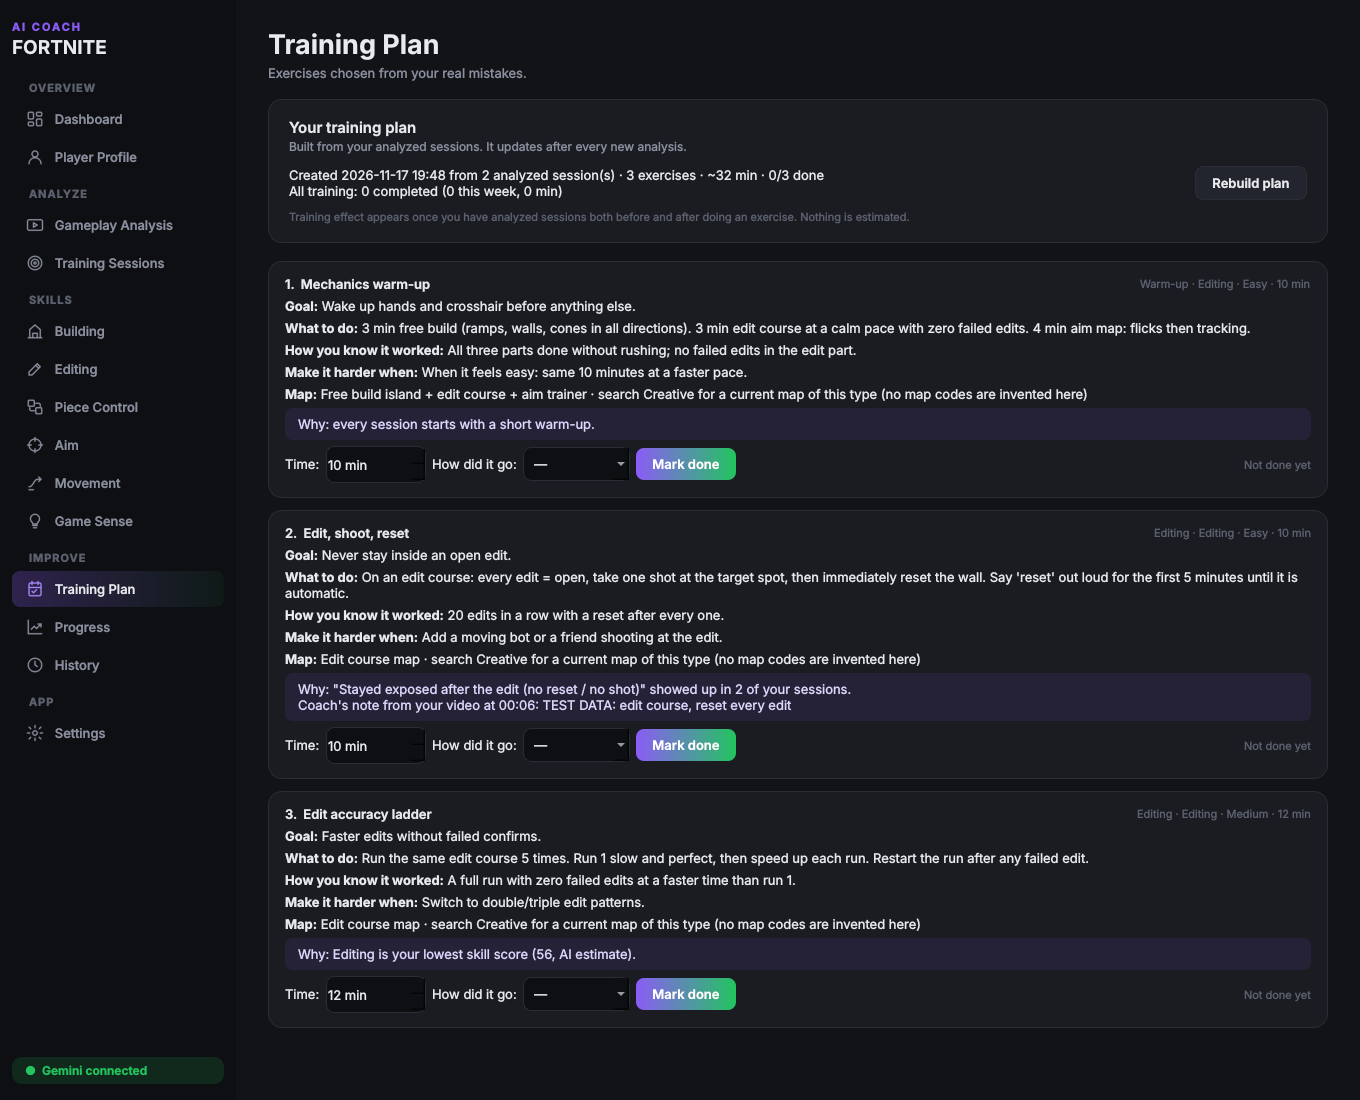 AI COACH
FORTNITE
OVERVIEW
Dashboard
Player Profile
ANALYZE
Gameplay Analysis
Training Sessions
SKILLS
Building
Editing
Piece Control
Aim
Movement
Game Sense
IMPROVE
Training Plan
Progress
History
APP
Settings
Gemini connected
Training Plan
Exercises chosen from your real mistakes.
Your training plan
Built from your analyzed sessions. It updates after every new analysis.
Created 2026-11-17 19:48 from 2 analyzed session(s) · 3 exercises · ~32 min · 0/3 done
All training: 0 completed (0 this week, 0 min)
Rebuild plan
Training effect appears once you have analyzed sessions both before and after doing an exercise. Nothing is estimated.
1. Mechanics warm-up
Warm-up · Editing · Easy · 10 min
Goal: Wake up hands and crosshair before anything else.
What to do: 3 min free build (ramps, walls, cones in all directions). 3 min edit course at a calm pace with zero failed edits. 4 min aim map: flicks then tracking.
How you know it worked: All three parts done without rushing; no failed edits in the edit part.
Make it harder when: When it feels easy: same 10 minutes at a faster pace.
Map: Free build island + edit course + aim trainer · search Creative for a current map of this type (no map codes are invented here)
Why: every session starts with a short warm-up.
Time: 10 min How did it go: — Mark done
Not done yet
2. Edit, shoot, reset
Editing · Editing · Easy · 10 min
Goal: Never stay inside an open edit.
What to do: On an edit course: every edit = open, take one shot at the target spot, then immediately reset the wall. Say 'reset' out loud for the first 5 minutes until it is
automatic.
How you know it worked: 20 edits in a row with a reset after every one.
Make it harder when: Add a moving bot or a friend shooting at the edit.
Map: Edit course map · search Creative for a current map of this type (no map codes are invented here)
Why: "Stayed exposed after the edit (no reset / no shot)" showed up in 2 of your sessions.
Coach's note from your video at 00:06: TEST DATA: edit course, reset every edit
Time: 10 min How did it go: — Mark done
Not done yet
3. Edit accuracy ladder
Editing · Editing · Medium · 12 min
Goal: Faster edits without failed confirms.
What to do: Run the same edit course 5 times. Run 1 slow and perfect, then speed up each run. Restart the run after any failed edit.
How you know it worked: A full run with zero failed edits at a faster time than run 1.
Make it harder when: Switch to double/triple edit patterns.
Map: Edit course map · search Creative for a current map of this type (no map codes are invented here)
Why: Editing is your lowest skill score (56, AI estimate).
Time: 12 min How did it go: — Mark done
Not done yet